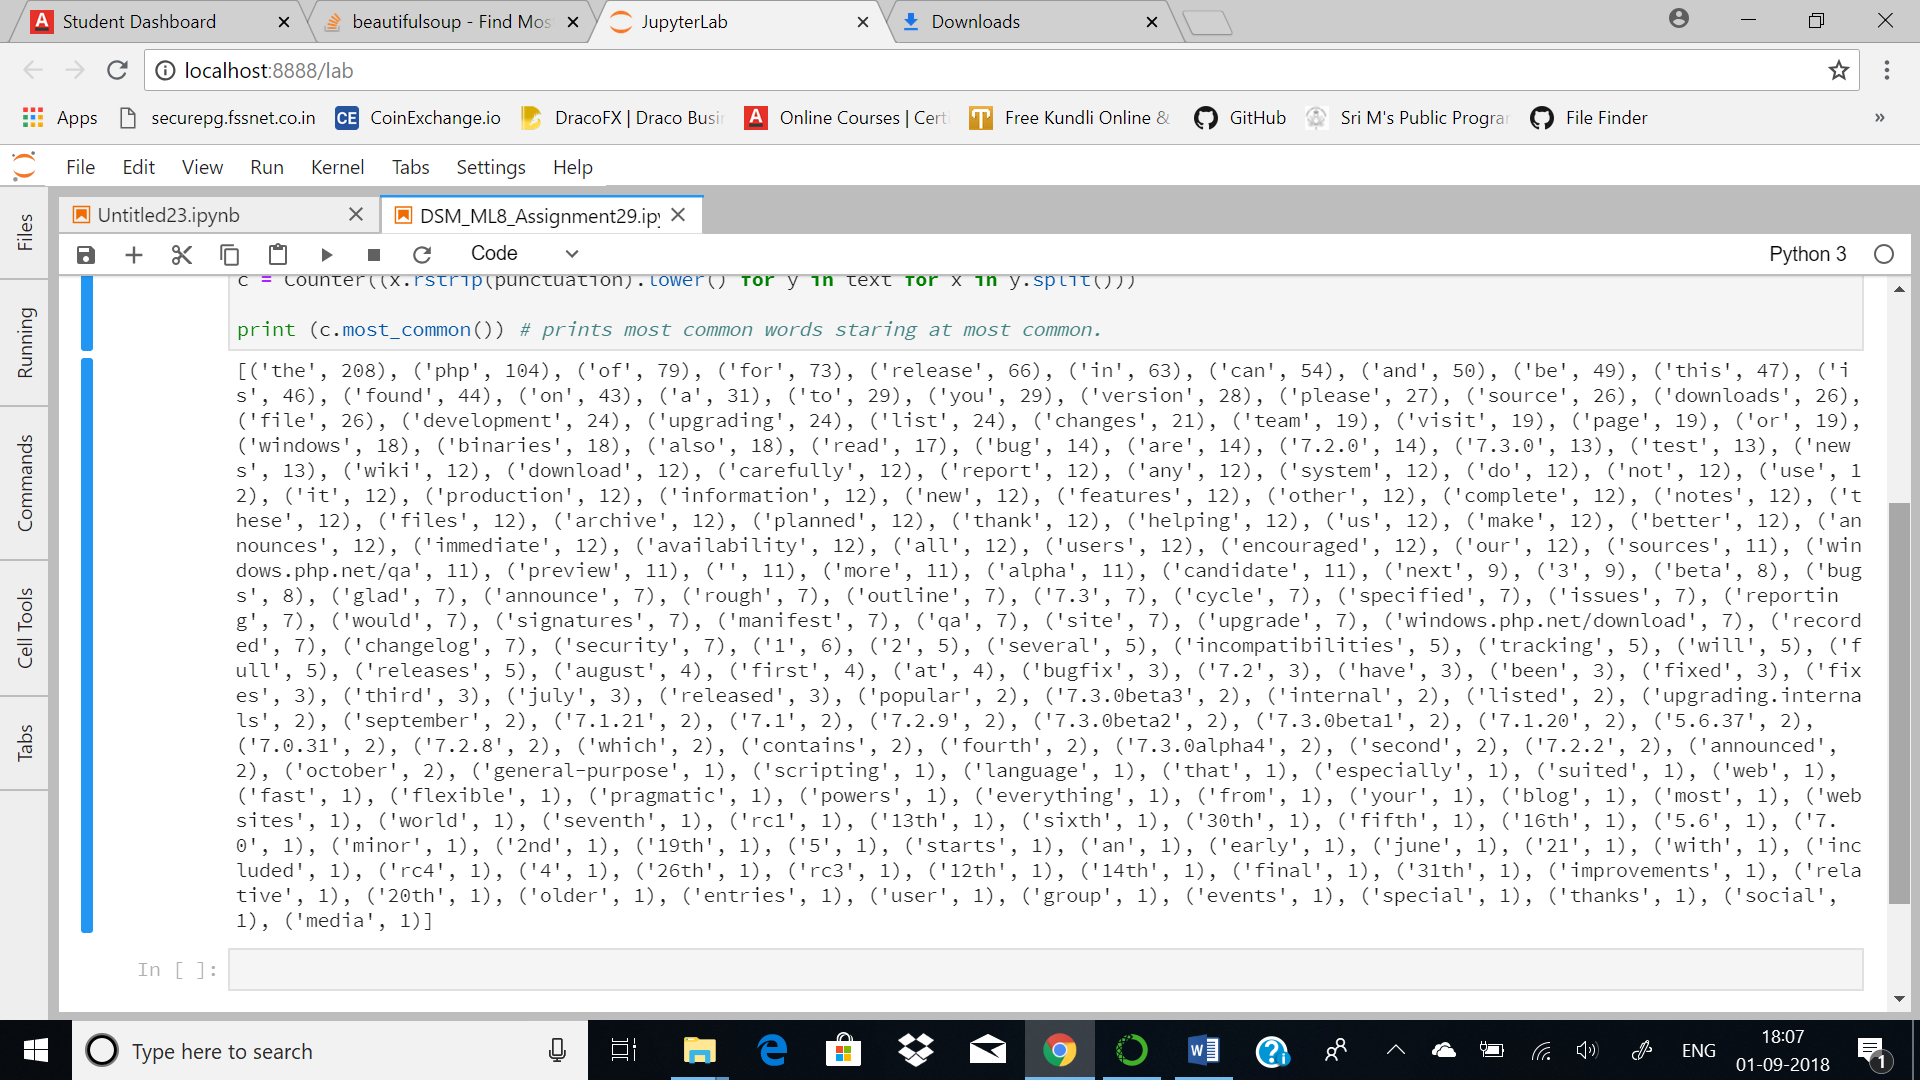 Student Dashboard
beautifulsoup - Find Mos
JupyterLab
Downloads
localhost:8888/lab
Apps
securepg.fssnet.co.in
CE
CoinExchange.io
DracoFX | Draco Busi
Online Courses | Cert
Free Kundli Online &
GitHub
Sri M's Public Progra
File Finder
»
File Edit View Run Kernel Tabs Settings Help
Files
Running
Commands
Cell Tools
Tabs
Untitled23.ipynb
DSM_ML8_Assignment29.ipy
Code
Python 3
c = Counter((x.rstrip(punctuation).lower() for y in text for x in y.split()))
print (c.most_common()) # prints most common words staring at most common.
[('the', 208), ('php', 104), ('of', 79), ('for', 73), ('release', 66), ('in', 63), ('can', 54), ('and', 50), ('be', 49), ('this', 47), ('i
s', 46), ('found', 44), ('on', 43), ('a', 31), ('to', 29), ('you', 29), ('version', 28), ('please', 27), ('source', 26), ('downloads', 26),
('file', 26), ('development', 24), ('upgrading', 24), ('list', 24), ('changes', 21), ('team', 19), ('visit', 19), ('page', 19), ('or', 19),
('windows', 18), ('binaries', 18), ('also', 18), ('read', 17), ('bug', 14), ('are', 14), ('7.2.0', 14), ('7.3.0', 13), ('test', 13), ('new
s', 13), ('wiki', 12), ('download', 12), ('carefully', 12), ('report', 12), ('any', 12), ('system', 12), ('do', 12), ('not', 12), ('use', 1
2), ('it', 12), ('production', 12), ('information', 12), ('new', 12), ('features', 12), ('other', 12), ('complete', 12), ('notes', 12), ('t
hese', 12), ('files', 12), ('archive', 12), ('planned', 12), ('thank', 12), ('helping', 12), ('us', 12), ('make', 12), ('better', 12), ('an
nounces', 12), ('immediate', 12), ('availability', 12), ('all', 12), ('users', 12), ('encouraged', 12), ('our', 12), ('sources', 11), ('win
dows.php.net/qa', 11), ('preview', 11), ('', 11), ('more', 11), ('alpha', 11), ('candidate', 11), ('next', 9), ('3', 9), ('beta', 8), ('bug
s', 8), ('glad', 7), ('announce', 7), ('rough', 7), ('outline', 7), ('7.3', 7), ('cycle', 7), ('specified', 7), ('issues', 7), ('reportin
g', 7), ('would', 7), ('signatures', 7), ('manifest', 7), ('qa', 7), ('site', 7), ('upgrade', 7), ('windows.php.net/download', 7), ('record
ed', 7), ('changelog', 7), ('security', 7), ('1', 6), ('2', 5), ('several', 5), ('incompatibilities', 5), ('tracking', 5), ('will', 5), ('f
ull', 5), ('releases', 5), ('august', 4), ('first', 4), ('at', 4), ('bugfix', 3), ('7.2', 3), ('have', 3), ('been', 3), ('fixed', 3), ('fix
es', 3), ('third', 3), ('july', 3), ('released', 3), ('popular', 2), ('7.3.0beta3', 2), ('internal', 2), ('listed', 2), ('upgrading.interna
ls', 2), ('september', 2), ('7.1.21', 2), ('7.1', 2), ('7.2.9', 2), ('7.3.0beta2', 2), ('7.3.0beta1', 2), ('7.1.20', 2), ('5.6.37', 2),
('7.0.31', 2), ('7.2.8', 2), ('which', 2), ('contains', 2), ('fourth', 2), ('7.3.0alpha4', 2), ('second', 2), ('7.2.2', 2), ('announced',
2), ('october', 2), ('general-purpose', 1), ('scripting', 1), ('language', 1), ('that', 1), ('especially', 1), ('suited', 1), ('web', 1),
('fast', 1), ('flexible', 1), ('pragmatic', 1), ('powers', 1), ('everything', 1), ('from', 1), ('your', 1), ('blog', 1), ('most', 1), ('web
sites', 1), ('world', 1), ('seventh', 1), ('rc1', 1), ('13th', 1), ('sixth', 1), ('30th', 1), ('fifth', 1), ('16th', 1), ('5.6', 1), ('7.
0', 1), ('minor', 1), ('2nd', 1), ('19th', 1), ('5', 1), ('starts', 1), ('an', 1), ('early', 1), ('june', 1), ('21', 1), ('with', 1), ('inc
luded', 1), ('rc4', 1), ('4', 1), ('26th', 1), ('rc3', 1), ('12th', 1), ('14th', 1), ('final', 1), ('31th', 1), ('improvements', 1), ('rela
tive', 1), ('20th', 1), ('older', 1), ('entries', 1), ('user', 1), ('group', 1), ('events', 1), ('special', 1), ('thanks', 1), ('social',
1), ('media', 1)]
In [ ]:
Type here to search
ENG
18:07
01-09-2018
1